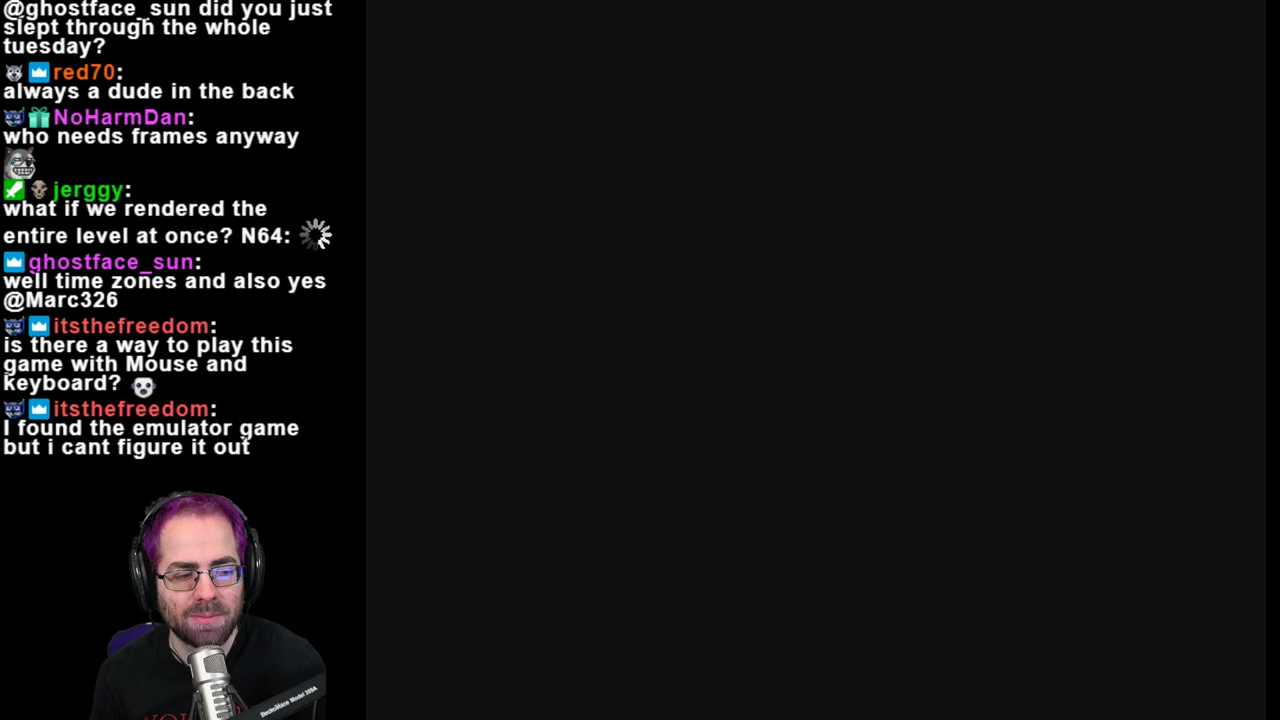 @ghostface_sun did you just
slept through the whole
tuesday?
red70:
always a dude in the back
NoHarmDan:
who needs frames anyway
jerggy:
what if we rendered the
entire level at once? N64:
ghostface_sun:
well time zones and also yes
@Marc326
itsthefreedom:
is there a way to play this
game with Mouse and
keyboard?
itsthefreedom:
I found the emulator game
but i cant figure it out